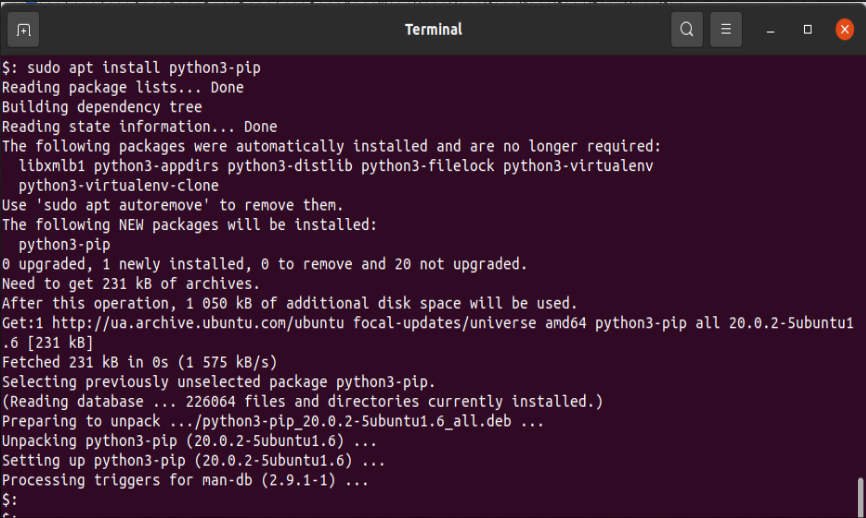 Terminal
$: sudo apt install python3-pip
Reading package lists... Done
Building dependency tree
Reading state information... Done
The following packages were automatically installed and are no longer required:
  libxmlb1 python3-appdirs python3-distlib python3-filelock python3-virtualenv
  python3-virtualenv-clone
Use 'sudo apt autoremove' to remove them.
The following NEW packages will be installed:
  python3-pip
0 upgraded, 1 newly installed, 0 to remove and 20 not upgraded.
Need to get 231 kB of archives.
After this operation, 1 050 kB of additional disk space will be used.
Get:1 http://ua.archive.ubuntu.com/ubuntu focal-updates/universe amd64 python3-pip all 20.0.2-5ubuntu1
.6 [231 kB]
Fetched 231 kB in 0s (1 575 kB/s)
Selecting previously unselected package python3-pip.
(Reading database ... 226064 files and directories currently installed.)
Preparing to unpack .../python3-pip_20.0.2-5ubuntu1.6_all.deb ...
Unpacking python3-pip (20.0.2-5ubuntu1.6) ...
Setting up python3-pip (20.0.2-5ubuntu1.6) ...
Processing triggers for man-db (2.9.1-1) ...
$:
$: